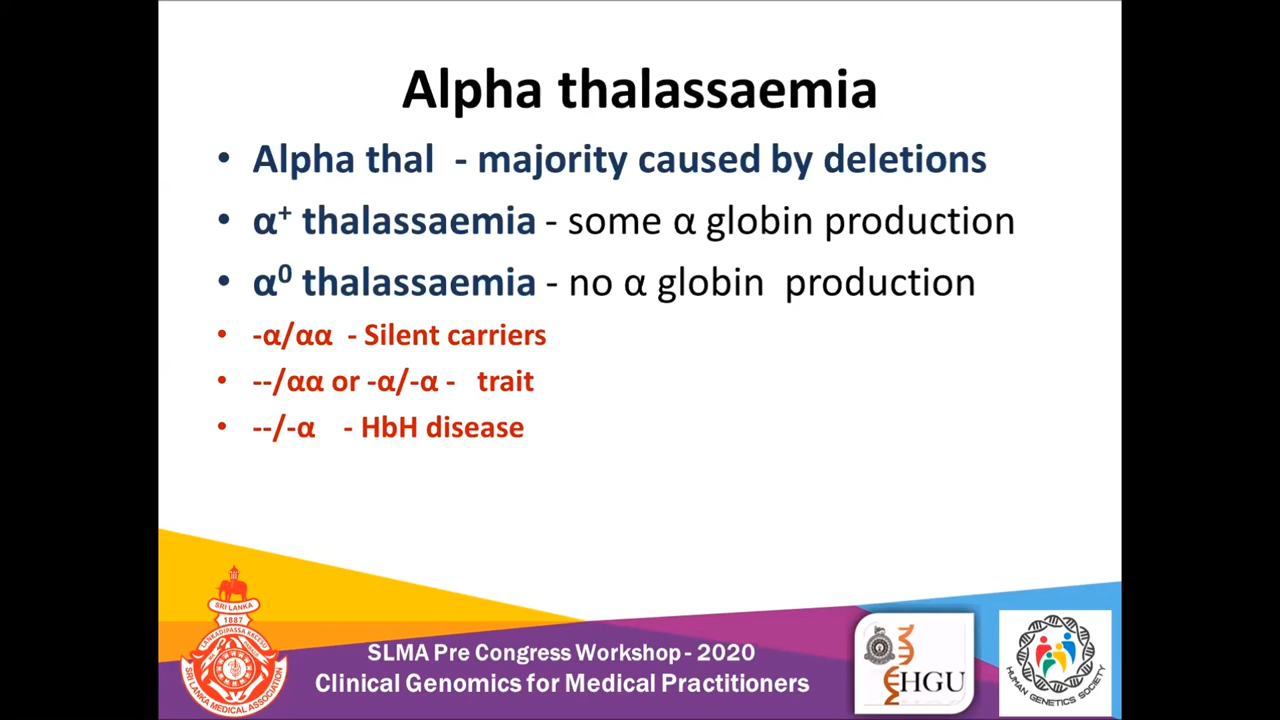 Alpha thalassaemia
• Alpha thal - majority caused by deletions
• α⁺ thalassaemia - some α globin production
• α⁰ thalassaemia - no α globin production
• -α/αα - Silent carriers
• --/αα or -α/-α - trait
• --/-α - HbH disease
SRI LANKA
1887
SRI LANKA MEDICAL ASSOCIATION
SLMA Pre Congress Workshop - 2020
Clinical Genomics for Medical Practitioners
HGU
HUMAN GENETICS SOCIETY